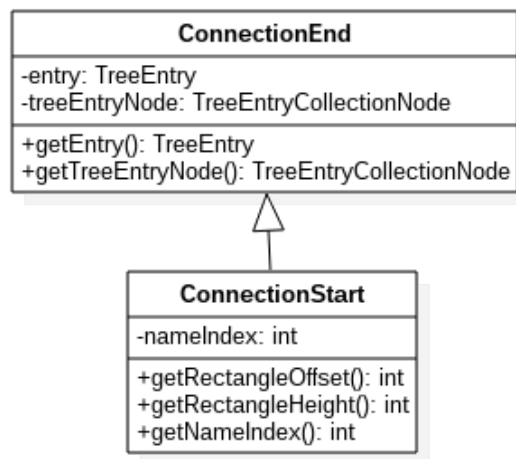 ConnectionEnd
-entry: TreeEntry
-treeEntryNode: TreeEntryCollectionNode
+getEntry(): TreeEntry
+getTreeEntryNode(): TreeEntryCollectionNode
ConnectionStart
-nameIndex: int
+getRectangleOffset(): int
+getRectangleHeight(): int
+getNameIndex(): int